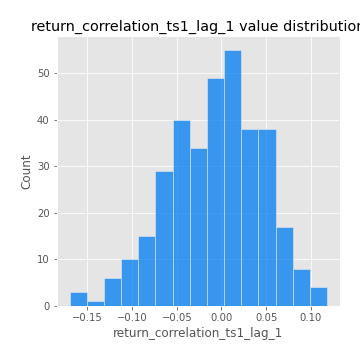 return_correlation_ts1_lag_1 value distribution
50
40
30
20
10
0
Count
−0.15 −0.10 −0.05 0.00 0.05 0.10
return_correlation_ts1_lag_1